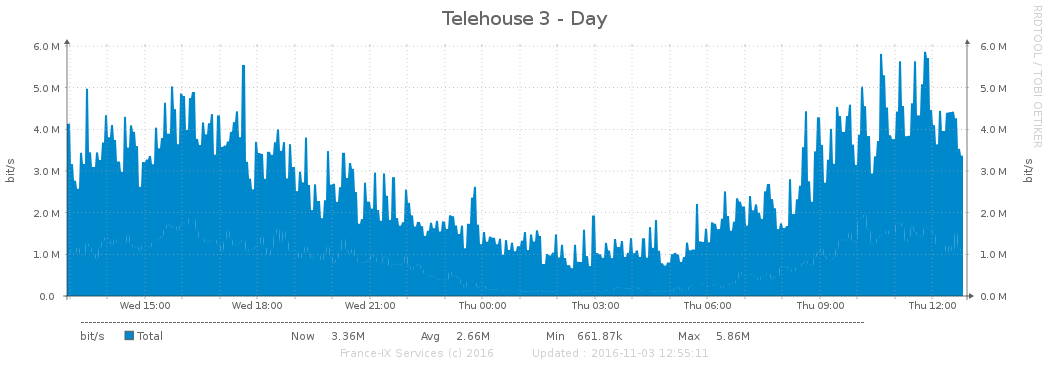 Telehouse 3 - Day
RRDTOOL / TOBI OETIKER
6.0 M 6.0 M
5.0 M 5.0 M
4.0 M 4.0 M
3.0 M 3.0 M
2.0 M 2.0 M
1.0 M 1.0 M
0.0 0.0 M
bit/s bit/s
Wed 15:00 Wed 18:00 Wed 21:00 Thu 00:00 Thu 03:00 Thu 06:00 Thu 09:00 Thu 12:00
bit/s Total Now 3.36M Avg 2.66M Min 661.87k Max 5.86M
France-IX Services (c) 2016 Updated : 2016-11-03 12:55:11